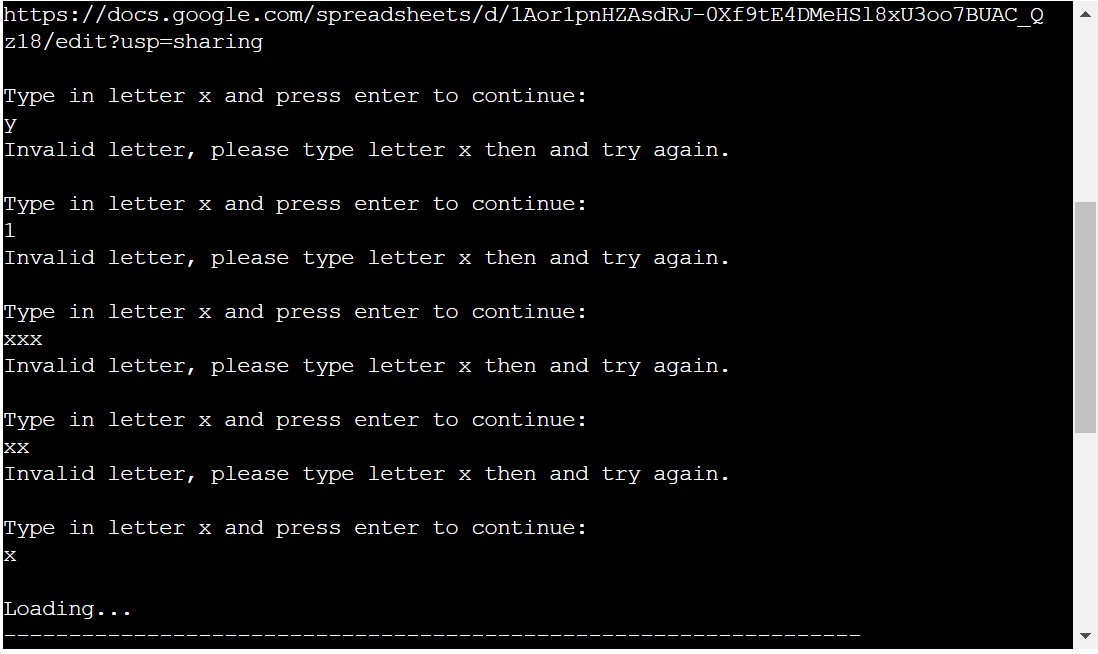 https://docs.google.com/spreadsheets/d/1Aor1pnHZAsdRJ-0Xf9tE4DMeHSl8xU3oo7BUAC_Q
z18/edit?usp=sharing
Type in letter x and press enter to continue:
y
Invalid letter, please type letter x then and try again.
Type in letter x and press enter to continue:
1
Invalid letter, please type letter x then and try again.
Type in letter x and press enter to continue:
xxx
Invalid letter, please type letter x then and try again.
Type in letter x and press enter to continue:
xx
Invalid letter, please type letter x then and try again.
Type in letter x and press enter to continue:
x
Loading...
------------------------------------------------------------------